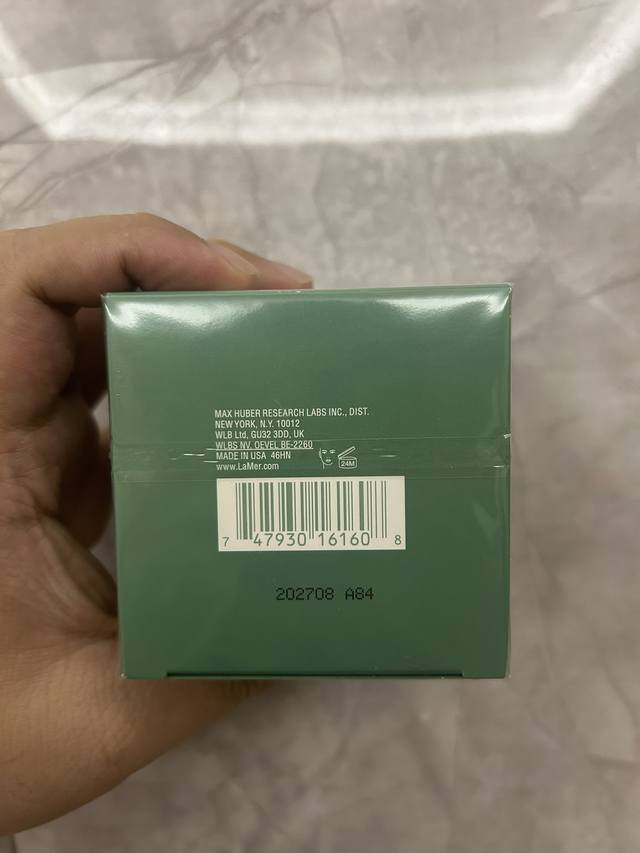 MAX HUBER RESEARCH LABS INC., DIST.
NEW YORK, N.Y. 10012
WLB Ltd, GU32 3DD, UK
WLBS NV, OEVEL BE-2260
MADE IN USA 46HN
www.LaMer.com
24M
7 47930 16160 8
202708 A84